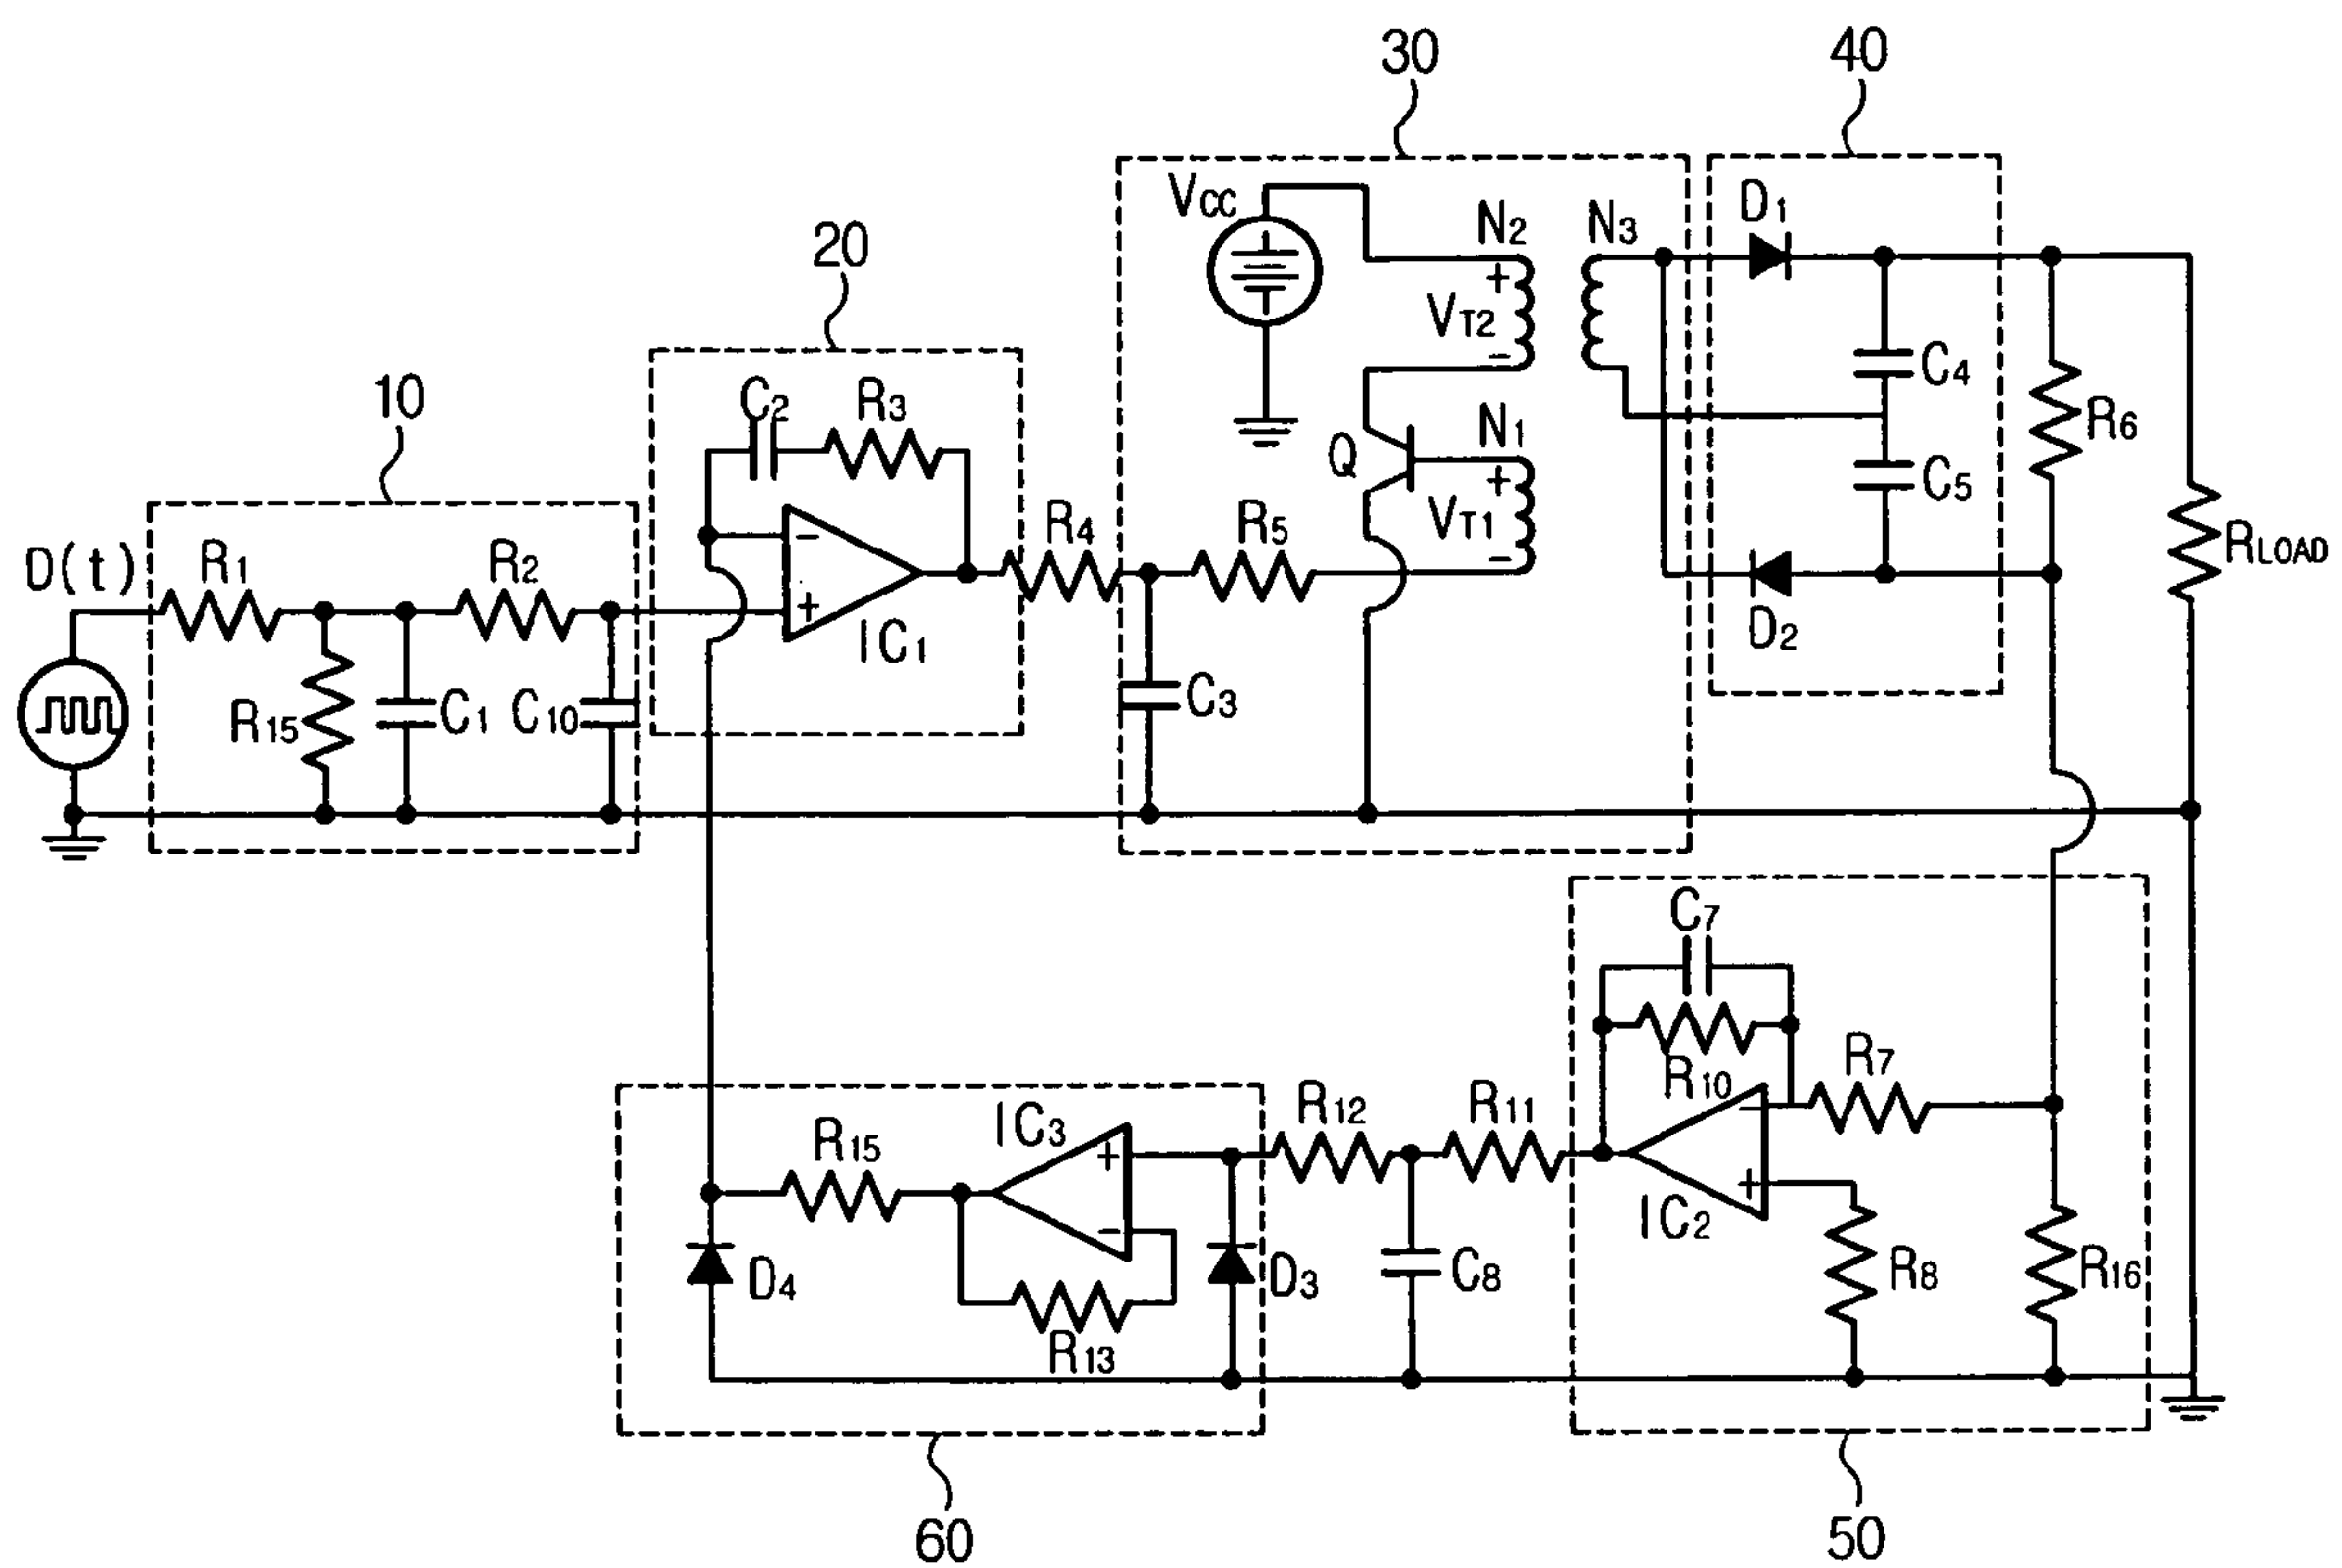 30
40
VCC
N2
N3
D1
20
+
VT2
−
C4
R6
10
C2
R3
Q
N1
+
VT1
−
C5
D(t)
R1
R2
−
+
IC1
R4
R5
RLOAD
D2
R15
C1
C10
C3
C7
R10
R7
−
+
IC2
R8
R16
R11
R12
C8
IC3
+
−
R15
R13
D4
D3
60
50